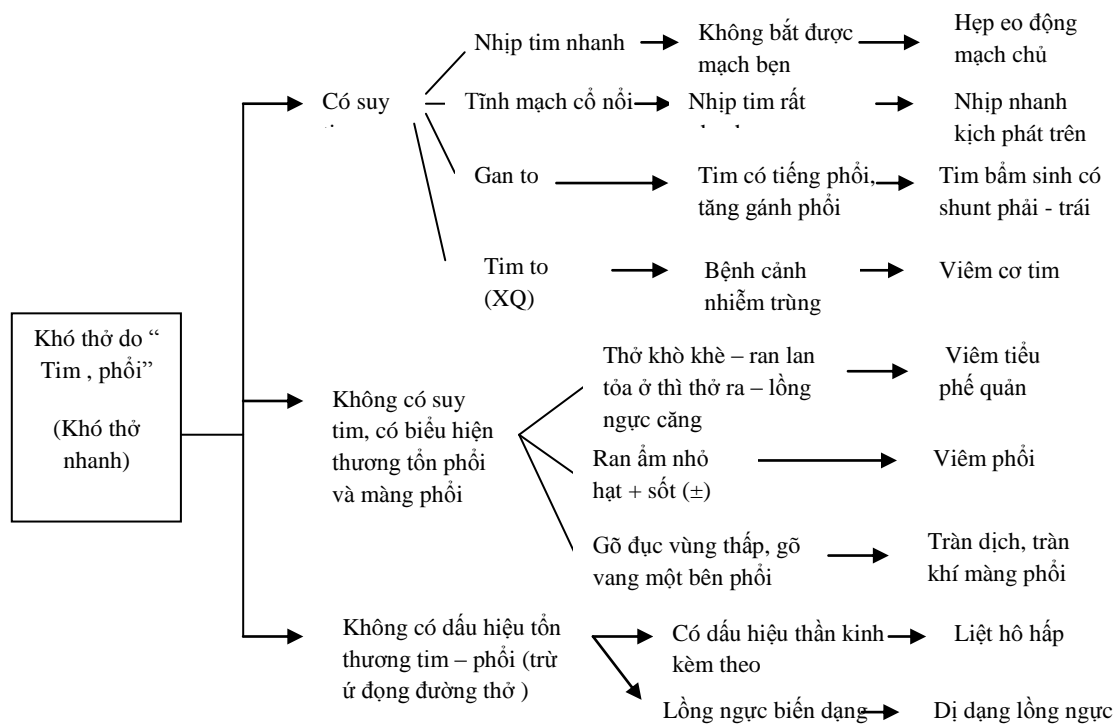 Khó thở do “
Tim , phổi”
(Khó thở
nhanh)
Có suy
Nhịp tim nhanh
Không bắt được
mạch bẹn
Hẹp eo động
mạch chủ
Tĩnh mạch cổ nổi
Nhịp tim rất
Nhịp nhanh
kịch phát trên
Gan to
Tim có tiếng phổi,
tăng gánh phổi
Tim bẩm sinh có
shunt phải - trái
Tim to
(XQ)
Bệnh cảnh
nhiễm trùng
Viêm cơ tim
Không có suy
tim, có biểu hiện
thương tổn phổi
và màng phổi
Thở khò khè – ran lan
tỏa ở thì thở ra – lồng
ngực căng
Viêm tiểu
phế quản
Ran ẩm nhỏ
hạt + sốt (±)
Viêm phổi
Gõ đục vùng thấp, gõ
vang một bên phổi
Tràn dịch, tràn
khí màng phổi
Không có dấu hiệu tổn
thương tim – phổi (trừ
ứ đọng đường thở )
Có dấu hiệu thần kinh
kèm theo
Liệt hô hấp
Lồng ngực biến dạng
Dị dạng lồng ngực